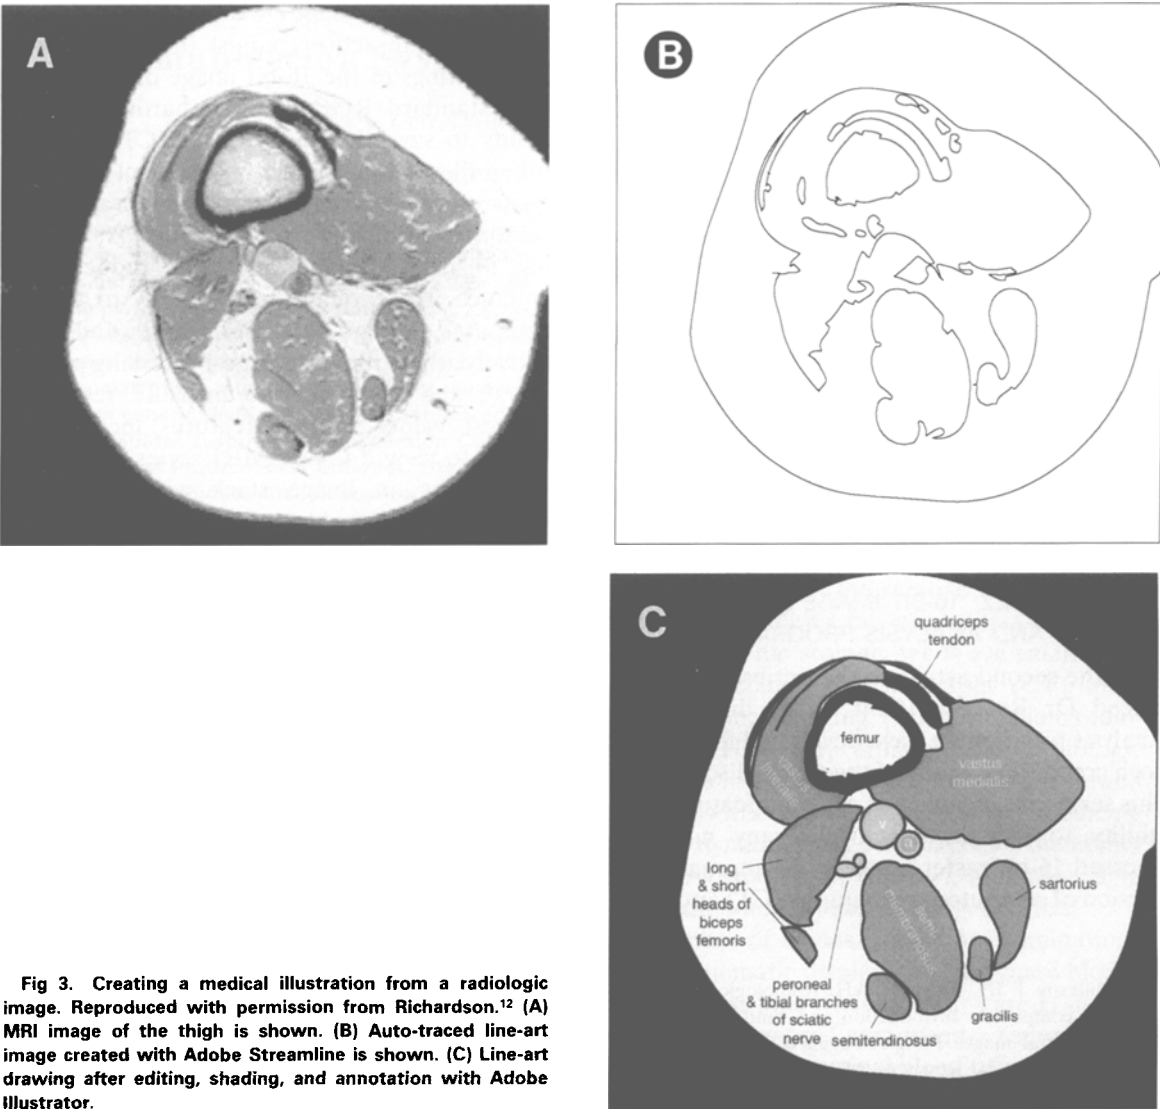 A
B
C
quadriceps
tendon
femur
vastus
medialis
vastus
v
long
& short
heads of
biceps
femoris
sartorius
semi-
membranosus
peroneal
& tibial branches
of sciatic
nerve
semitendinosus
gracilis
Fig 3. Creating a medical illustration from a radiologic
image. Reproduced with permission from Richardson.¹² (A)
MRI image of the thigh is shown. (B) Auto-traced line-art
image created with Adobe Streamline is shown. (C) Line-art
drawing after editing, shading, and annotation with Adobe
Illustrator.